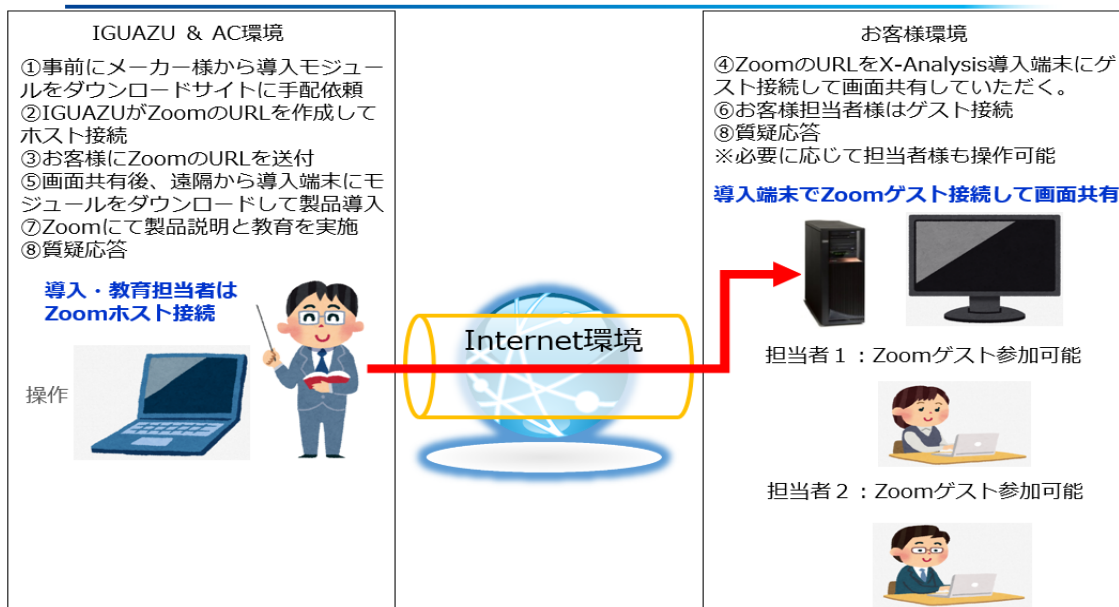 IGUAZU & AC環境
①事前にメーカー様から導入モジュー
ルをダウンロードサイトに手配依頼
②IGUAZUがZoomのURLを作成して
ホスト接続
③お客様にZoomのURLを送付
⑤画面共有後、遠隔から導入端末にモ
ジュールをダウンロードして製品導入
⑦Zoomにて製品説明と教育を実施
⑧質疑応答
導入・教育担当者は
Zoomホスト接続
操作
Internet環境
お客様環境
④ZoomのURLをX-Analysis導入端末にゲ
スト接続して画面共有していただく。
⑥お客様担当者様はゲスト接続
⑧質疑応答
※必要に応じて担当者様も操作可能
導入端末でZoomゲスト接続して画面共有
担当者1:Zoomゲスト参加可能
担当者2:Zoomゲスト参加可能